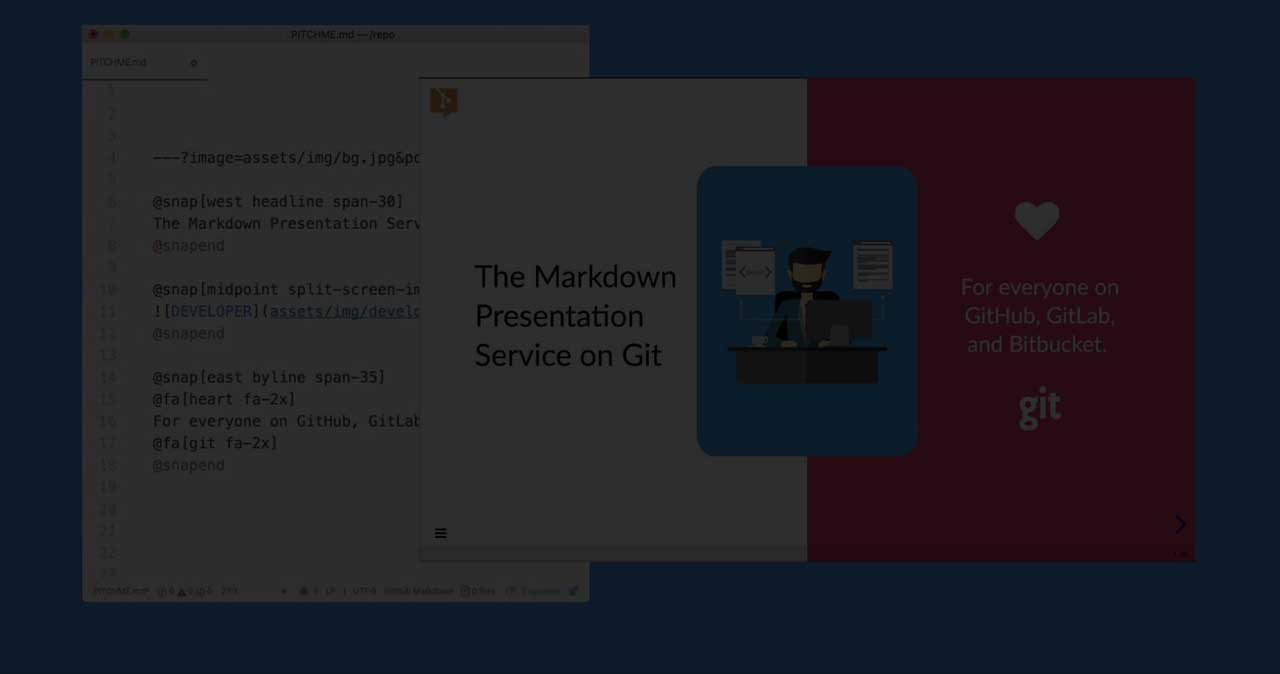 PITCHME.md — ~/repo
PITCHME.md
1
2
3
4 ---?image=assets/img/bg.jpg&po
5
6 @snap[west headline span-30]
7 The Markdown Presentation Serv
8 @snapend
9
10 @snap[midpoint split-screen-im
11 ![DEVELOPER](assets/img/develo
12 @snapend
13
14 @snap[east byline span-35]
15 @fa[heart fa-2x]
16 For everyone on GitHub, GitLab
17 @fa[git fa-2x]
18 @snapend
19
20
21
22
PITCHME.md* 0 0 0 LF UTF-8 GitHub Markdown 0 files
The Markdown
Presentation
Service on Git
For everyone on
GitHub, GitLab,
and Bitbucket.
git